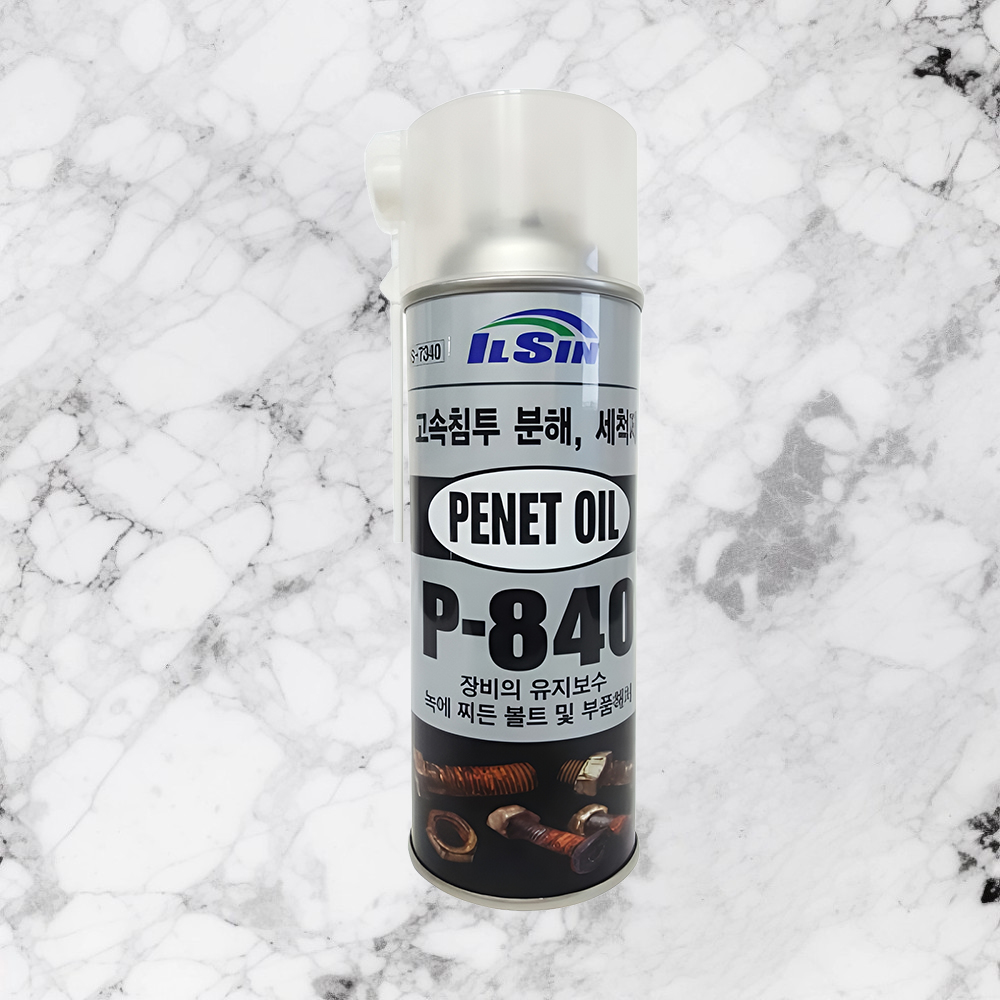 S-7340
ILSIN
고속침투 분해, 세척
PENET OIL
P-840
장비의 유지보수
녹에 찌든 볼트 및 부품